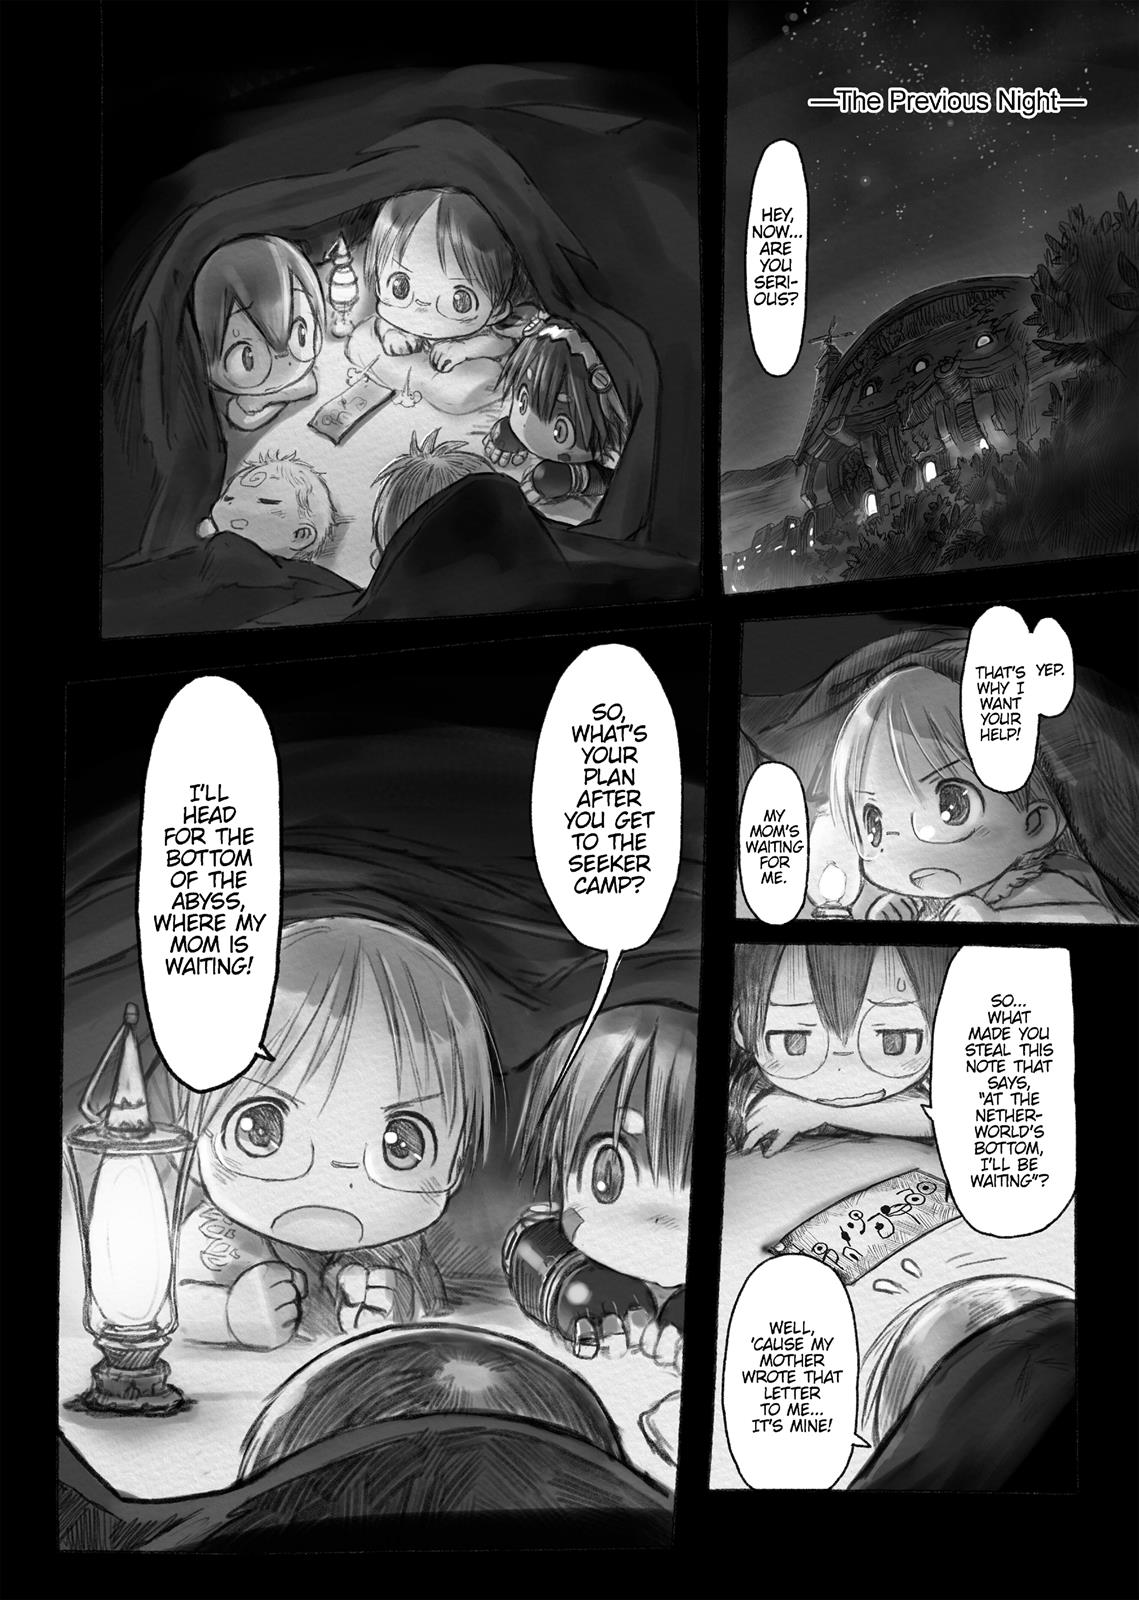 —The Previous Night—
HEY,
NOW...
ARE
YOU
SERI-
OUS?
YEP.
THAT'S
WHY I
WANT
YOUR
HELP!
MY
MOM'S
WAITING
FOR
ME.
SO...
WHAT
MADE YOU
STEAL THIS
NOTE THAT
SAYS,
"AT THE
NETHER-
WORLD'S
BOTTOM,
I'LL BE
WAITING"?
WELL,
'CAUSE MY
MOTHER
WROTE THAT
LETTER
TO ME...
IT'S MINE!
SO,
WHAT'S
YOUR
PLAN
AFTER
YOU GET
TO THE
SEEKER
CAMP?
I'LL
HEAD
FOR THE
BOTTOM
OF THE
ABYSS,
WHERE MY
MOM IS
WAITING!